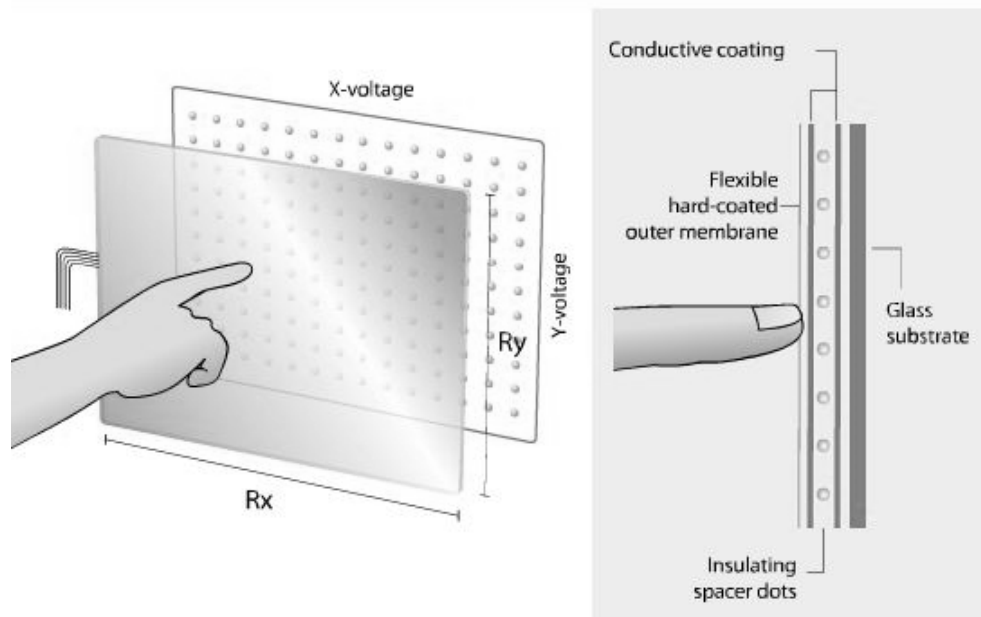 X-voltage
Y-voltage
Ry
Rx
Conductive coating
Flexible
hard-coated
outer membrane
Glass
substrate
Insulating
spacer dots